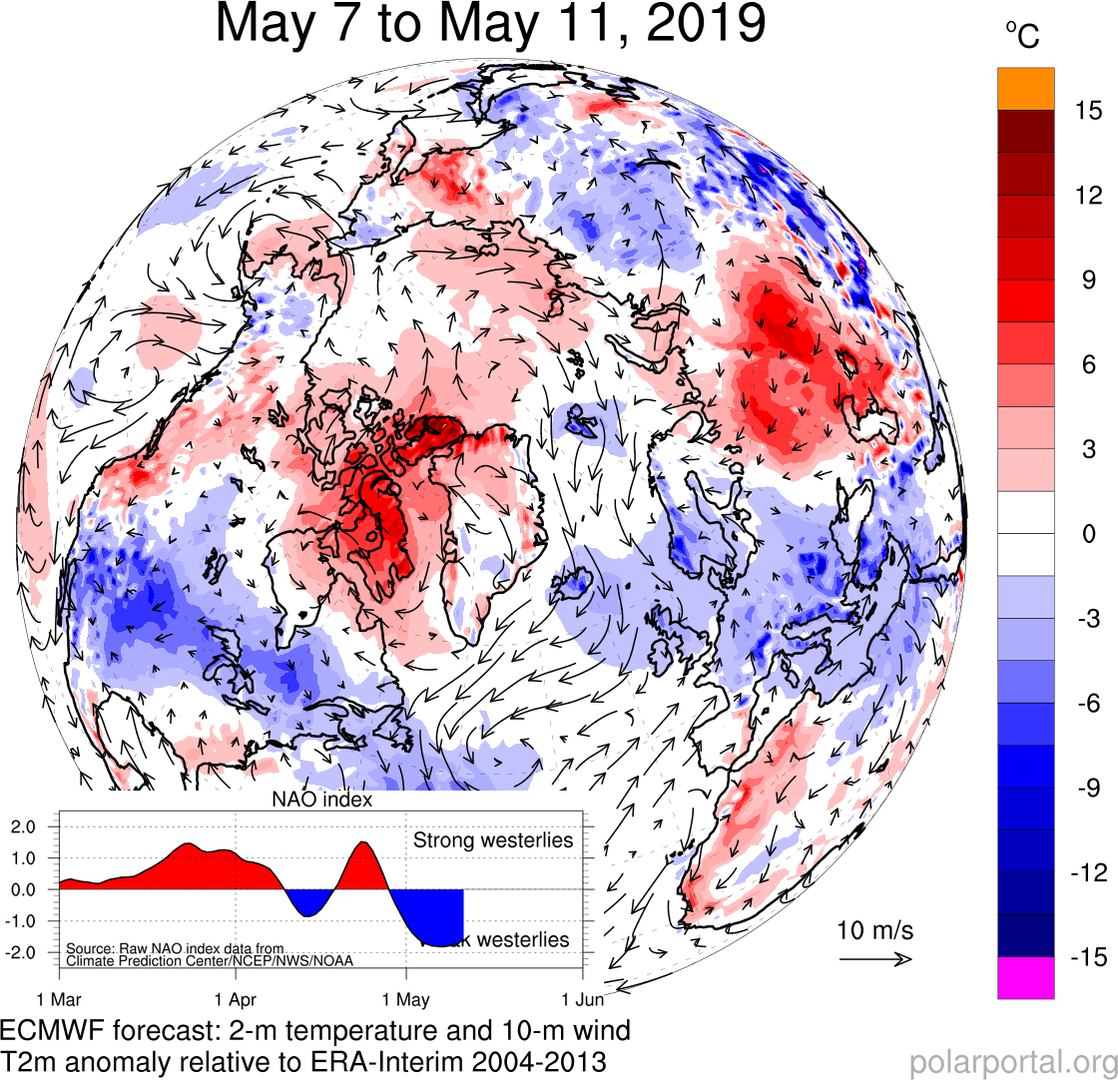 May 7 to May 11, 2019
°C
15
12
9
6
3
0
-3
-6
-9
-12
-15
10 m/s
NAO index
2.0
1.0
0.0
-1.0
-2.0
Strong westerlies
westerlies
Source: Raw NAO index data from
Climate Prediction Center/NCEP/NWS/NOAA
1 Mar
1 Apr
1 May
1 Jun
ECMWF forecast: 2-m temperature and 10-m wind
T2m anomaly relative to ERA-Interim 2004-2013
polarportal.org